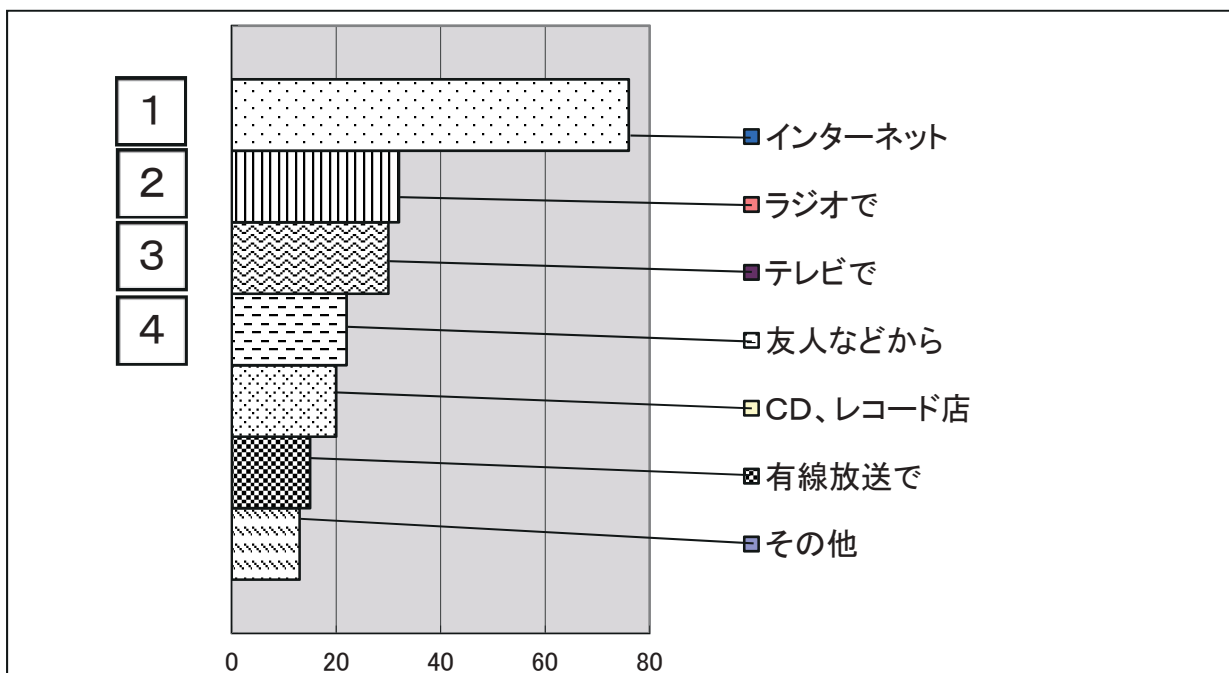 1
2
3
4
インターネット
ラジオで
テレビで
友人などから
CD、レコード店
有線放送で
その他
0 20 40 60 80